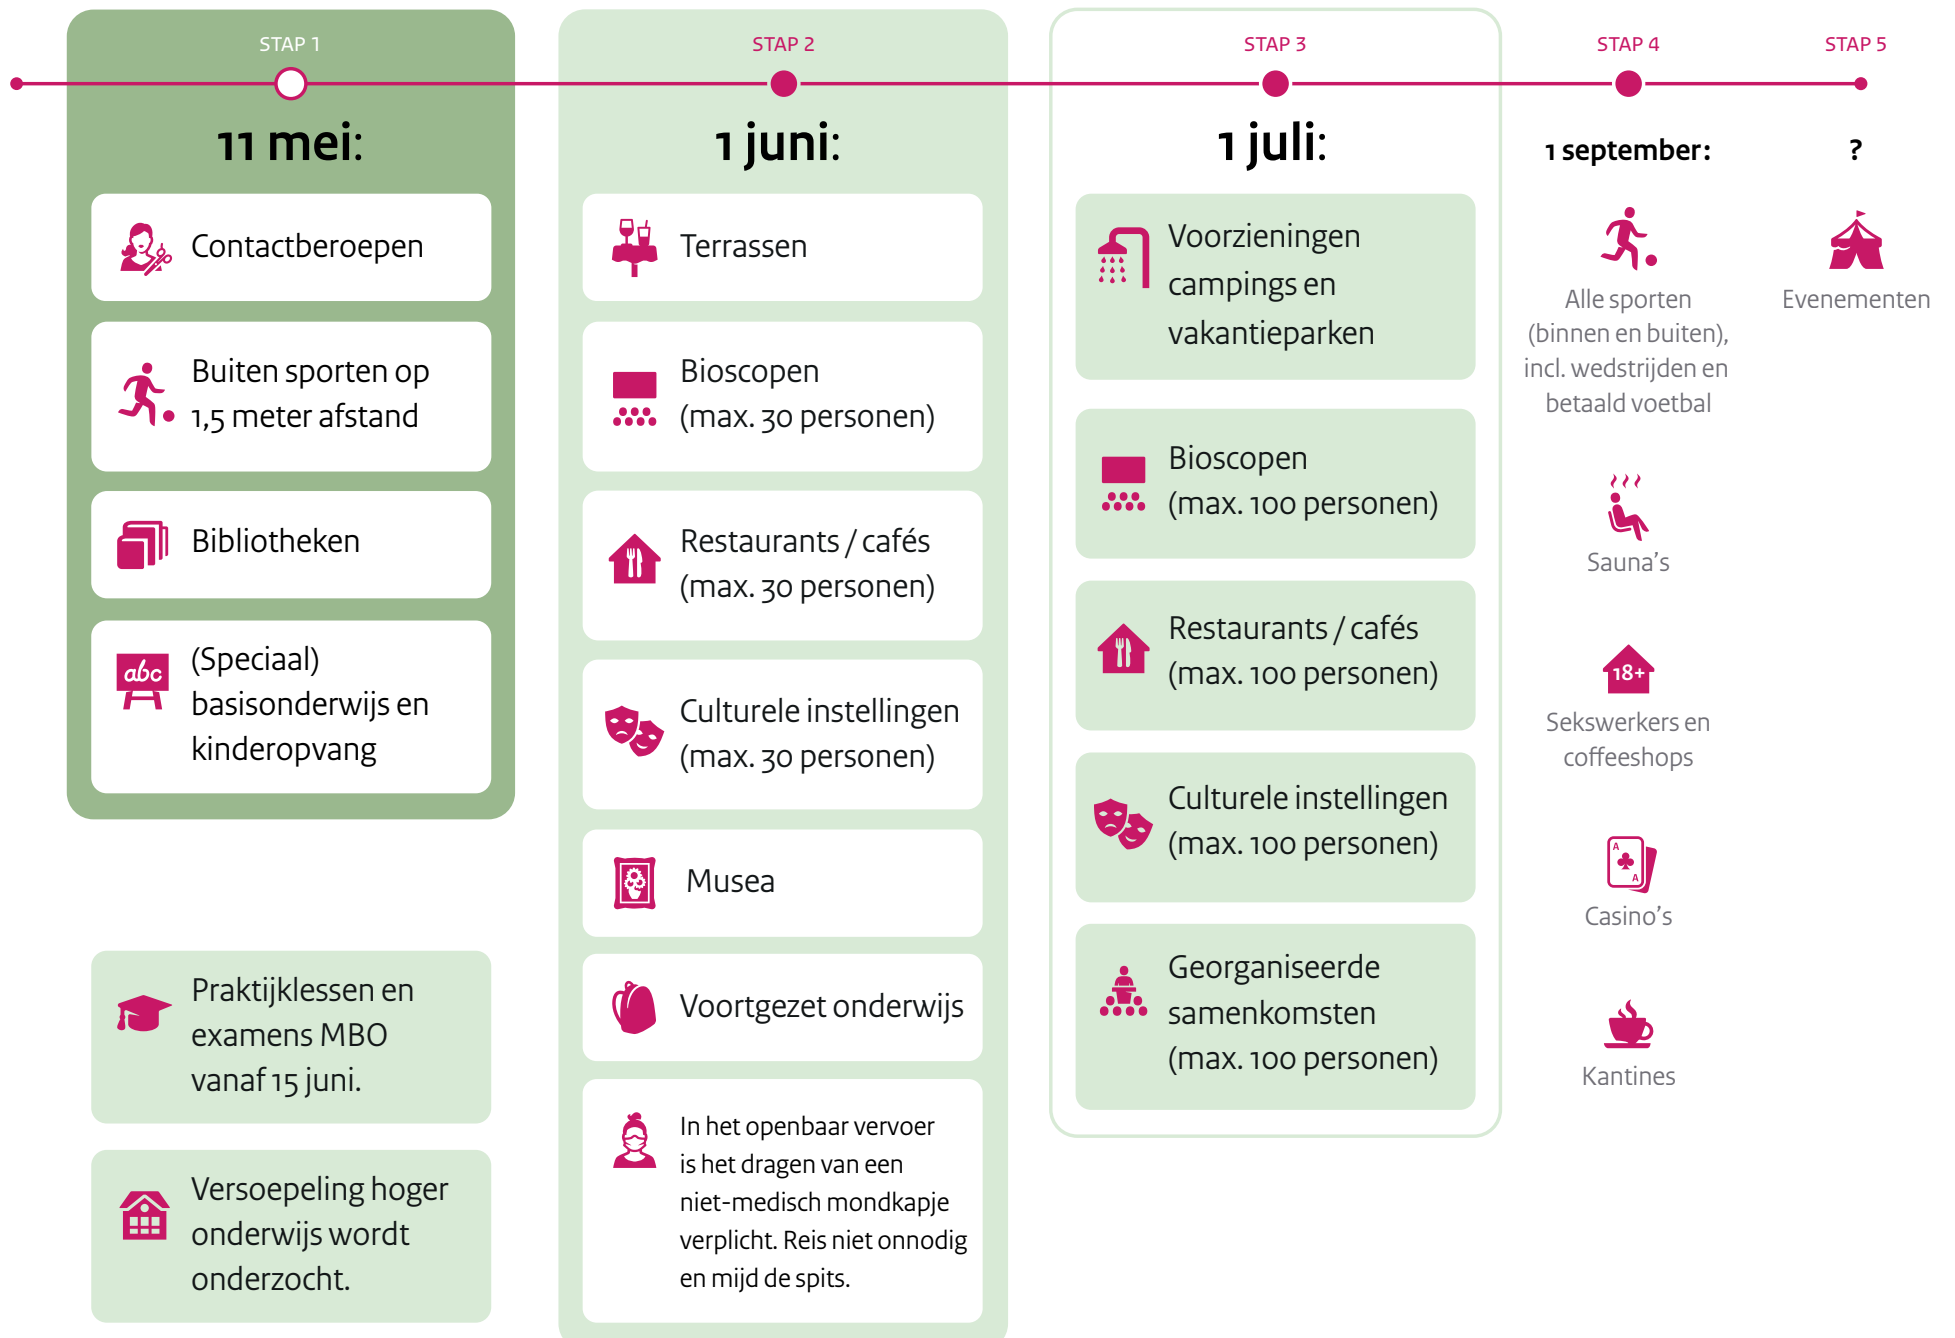 STAP 1
11 mei:
Contactberoepen
Buiten sporten op
1,5 meter afstand
Bibliotheken
abc
(Speciaal)
basisonderwijs en
kinderopvang
Praktijklessen en
examens MBO
vanaf 15 juni.
Versoepeling hoger
onderwijs wordt
onderzocht.
STAP 2
1 juni:
Terrassen
Bioscopen
(max. 30 personen)
Restaurants / cafés
(max. 30 personen)
Culturele instellingen
(max. 30 personen)
Musea
Voortgezet onderwijs
In het openbaar vervoer
is het dragen van een
niet-medisch mondkapje
verplicht. Reis niet onnodig
en mijd de spits.
STAP 3
1 juli:
Voorzieningen
campings en
vakantieparken
Bioscopen
(max. 100 personen)
Restaurants / cafés
(max. 100 personen)
Culturele instellingen
(max. 100 personen)
Georganiseerde
samenkomsten
(max. 100 personen)
STAP 4
1 september:
Alle sporten
(binnen en buiten),
incl. wedstrijden en
betaald voetbal
Sauna's
18+
Sekswerkers en
coffeeshops
A
A
Casino's
Kantines
STAP 5
?
Evenementen